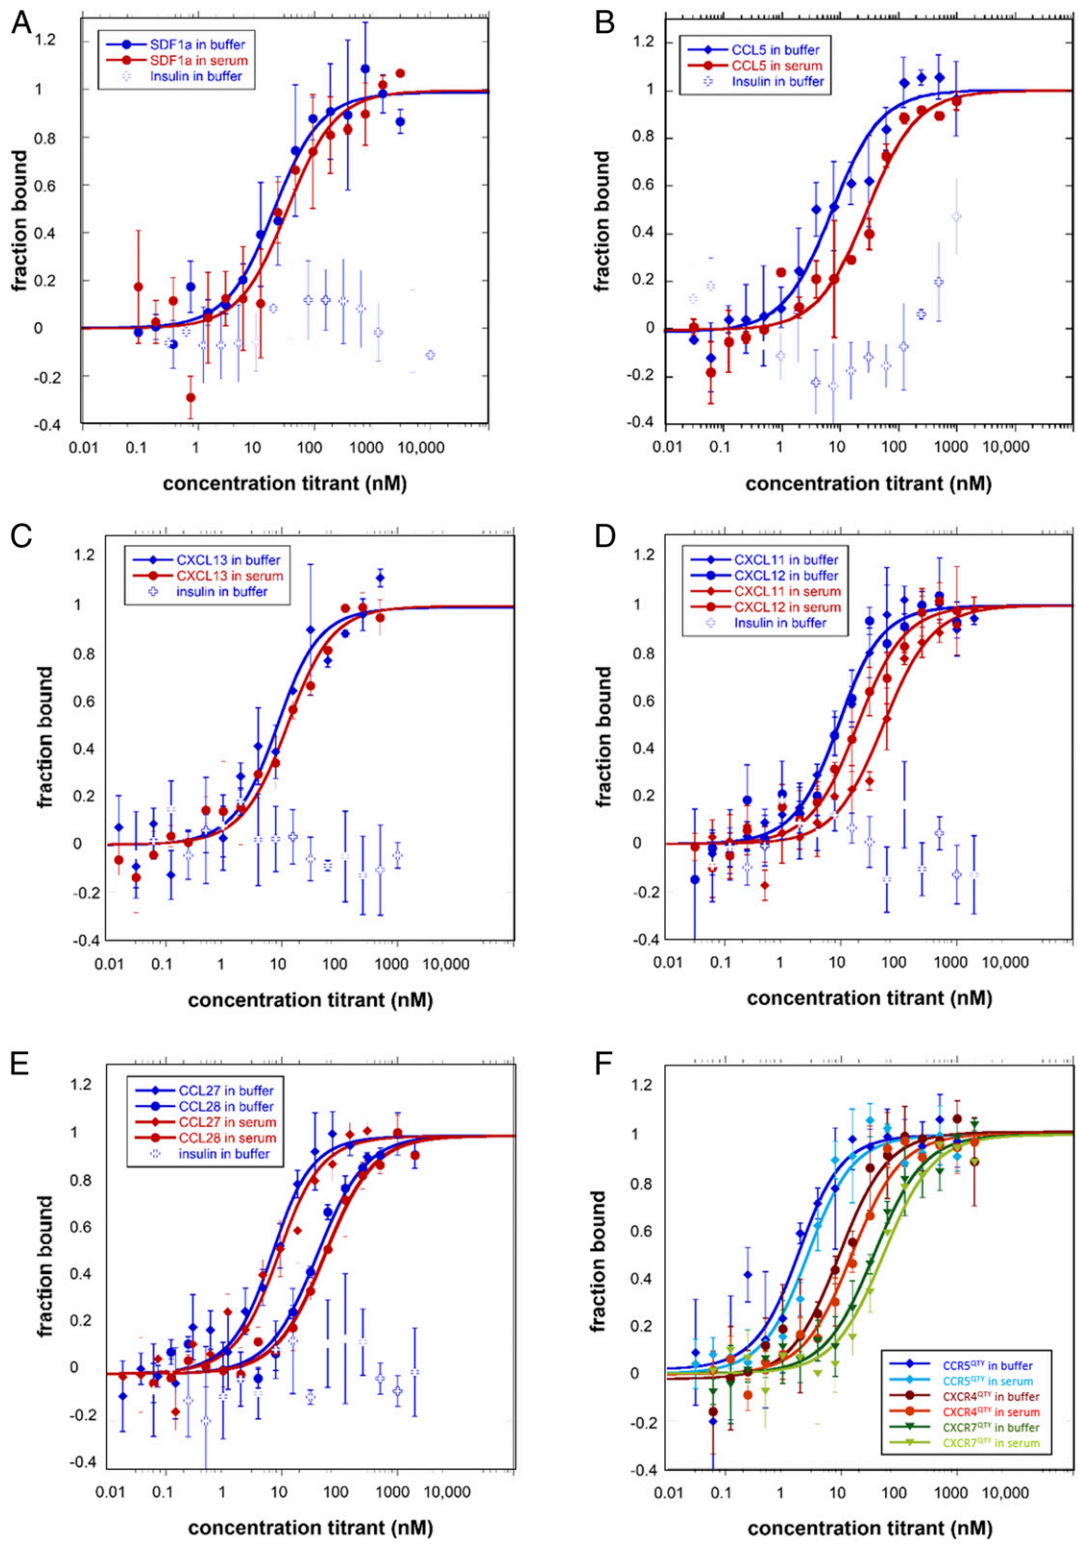 A
SDF1a in buffer
SDF1a in serum
Insulin in buffer
1.2
1
0.8
0.6
0.4
0.2
0
-0.2
-0.4
fraction bound
0.01 0.1 1 10 100 1000 10,000
concentration titrant (nM)
B
CCL5 in buffer
CCL5 in serum
Insulin in buffer
1.2
1
0.8
0.6
0.4
0.2
0
-0.2
-0.4
fraction bound
0.01 0.1 1 10 100 1000 10,000
concentration titrant (nM)
C
CXCL13 in buffer
CXCL13 in serum
insulin in buffer
1.2
1
0.8
0.6
0.4
0.2
0
-0.2
-0.4
fraction bound
0.01 0.1 1 10 100 1000 10,000
concentration titrant (nM)
D
CXCL11 in buffer
CXCL12 in buffer
CXCL11 in serum
CXCL12 in serum
Insulin in buffer
1.2
1
0.8
0.6
0.4
0.2
0
-0.2
-0.4
fraction bound
0.01 0.1 1 10 100 1000 10,000
concentration titrant (nM)
E
CCL27 in buffer
CCL28 in buffer
CCL27 in serum
CCL28 in serum
insulin in buffer
1.2
1
0.8
0.6
0.4
0.2
0
-0.2
-0.4
fraction bound
0.01 0.1 1 10 100 1000 10,000
concentration titrant (nM)
F
1.2
1
0.8
0.6
0.4
0.2
0
-0.2
-0.4
fraction bound
CCR5QTY in buffer
CCR5QTY in serum
CXCR4QTY in buffer
CXCR4QTY in serum
CXCR7QTY in buffer
CXCR7QTY in serum
0.01 0.1 1 10 100 1000 10,000
concentration titrant (nM)